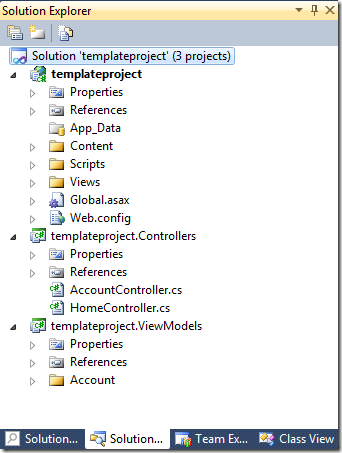 Solution Explorer
Solution 'templateproject' (3 projects)
templateproject
Properties
References
App_Data
Content
Scripts
Views
Global.asax
Web.config
templateproject.Controllers
Properties
References
AccountController.cs
HomeController.cs
templateproject.ViewModels
Properties
References
Account
Solution... Solution... Team Ex... Class View